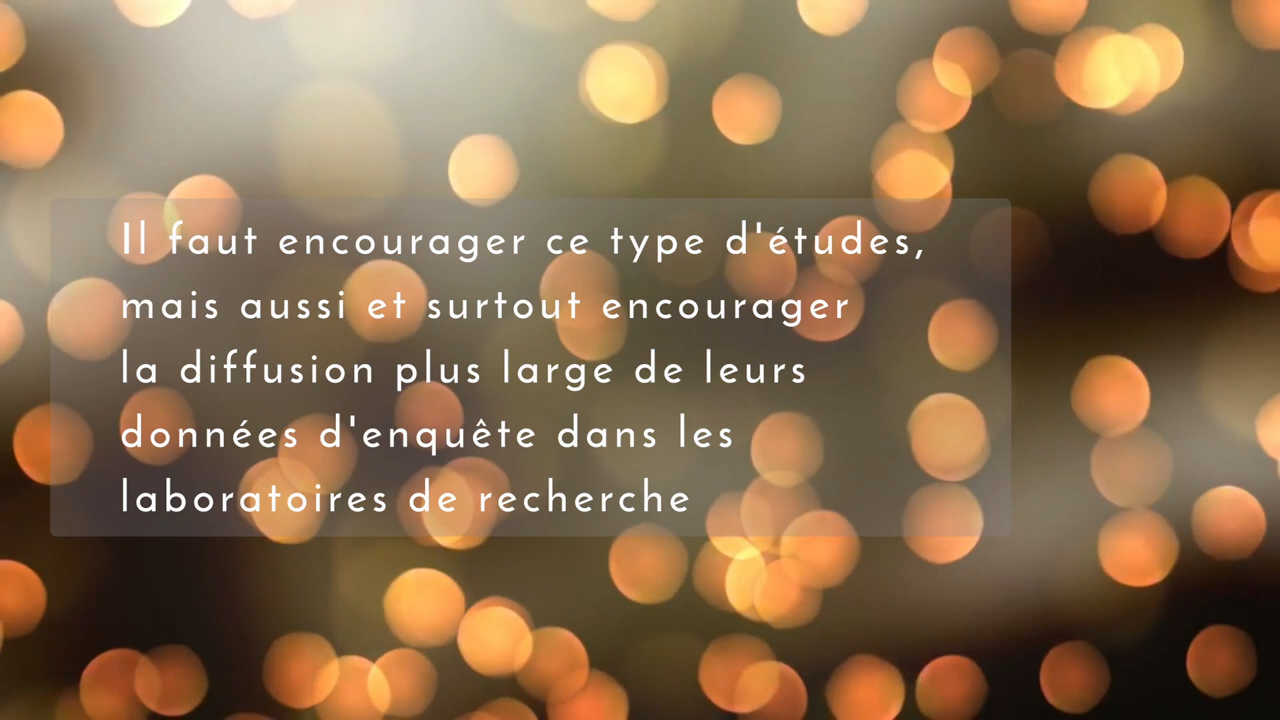 Il faut encourager ce type d'études,
mais aussi et surtout encourager
la diffusion plus large de leurs
données d'enquête dans les
laboratoires de recherche